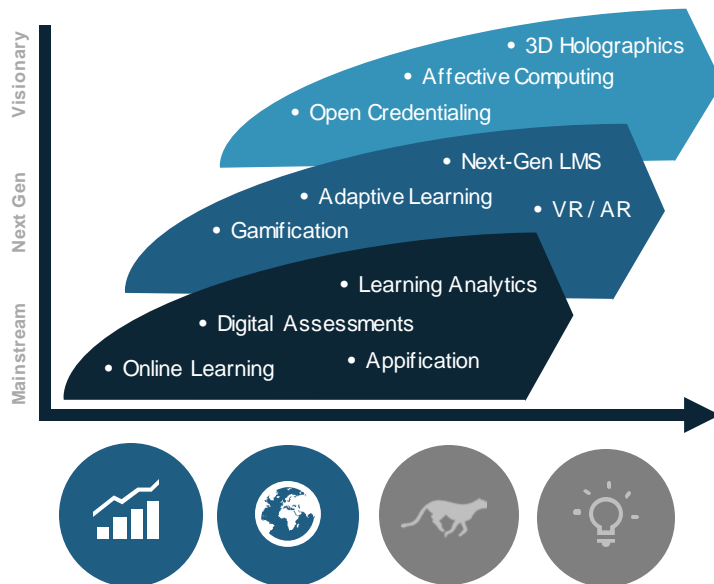 Visionary
• 3D Holographics
• Affective Computing
• Open Credentialing
Next Gen
• Next-Gen LMS
• Adaptive Learning
• VR / AR
• Gamification
Mainstream
• Learning Analytics
• Digital Assessments
• Appification
• Online Learning